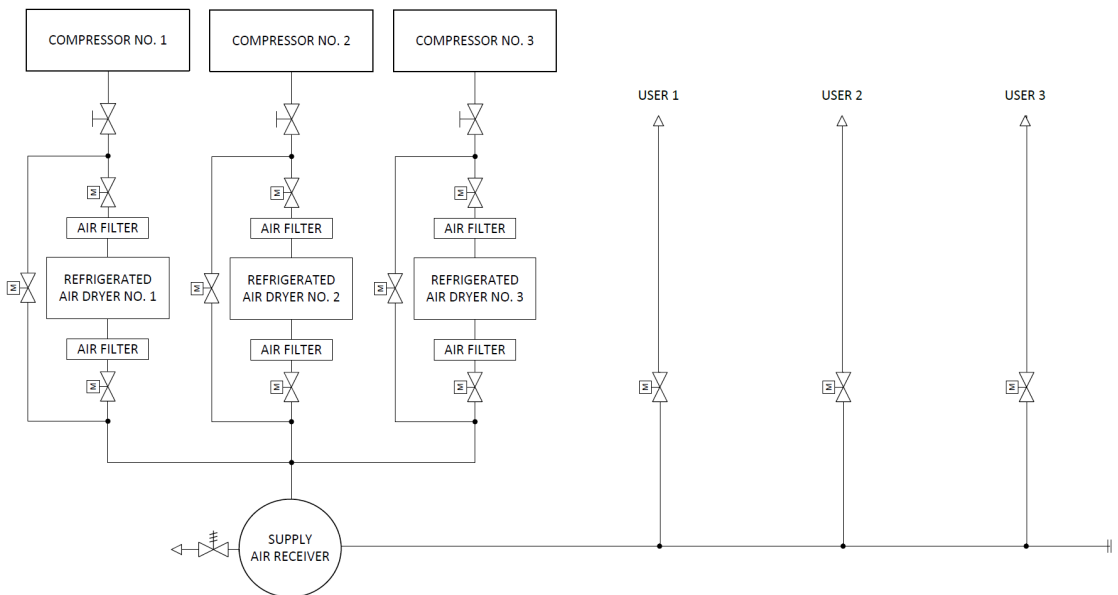 COMPRESSOR NO. 1
COMPRESSOR NO. 2
COMPRESSOR NO. 3
USER 1
USER 2
USER 3
M
M
M
AIR FILTER
AIR FILTER
AIR FILTER
M
REFRIGERATED
AIR DRYER NO. 1
M
REFRIGERATED
AIR DRYER NO. 2
M
REFRIGERATED
AIR DRYER NO. 3
AIR FILTER
AIR FILTER
AIR FILTER
M
M
M
M
M
M
SUPPLY
AIR RECEIVER